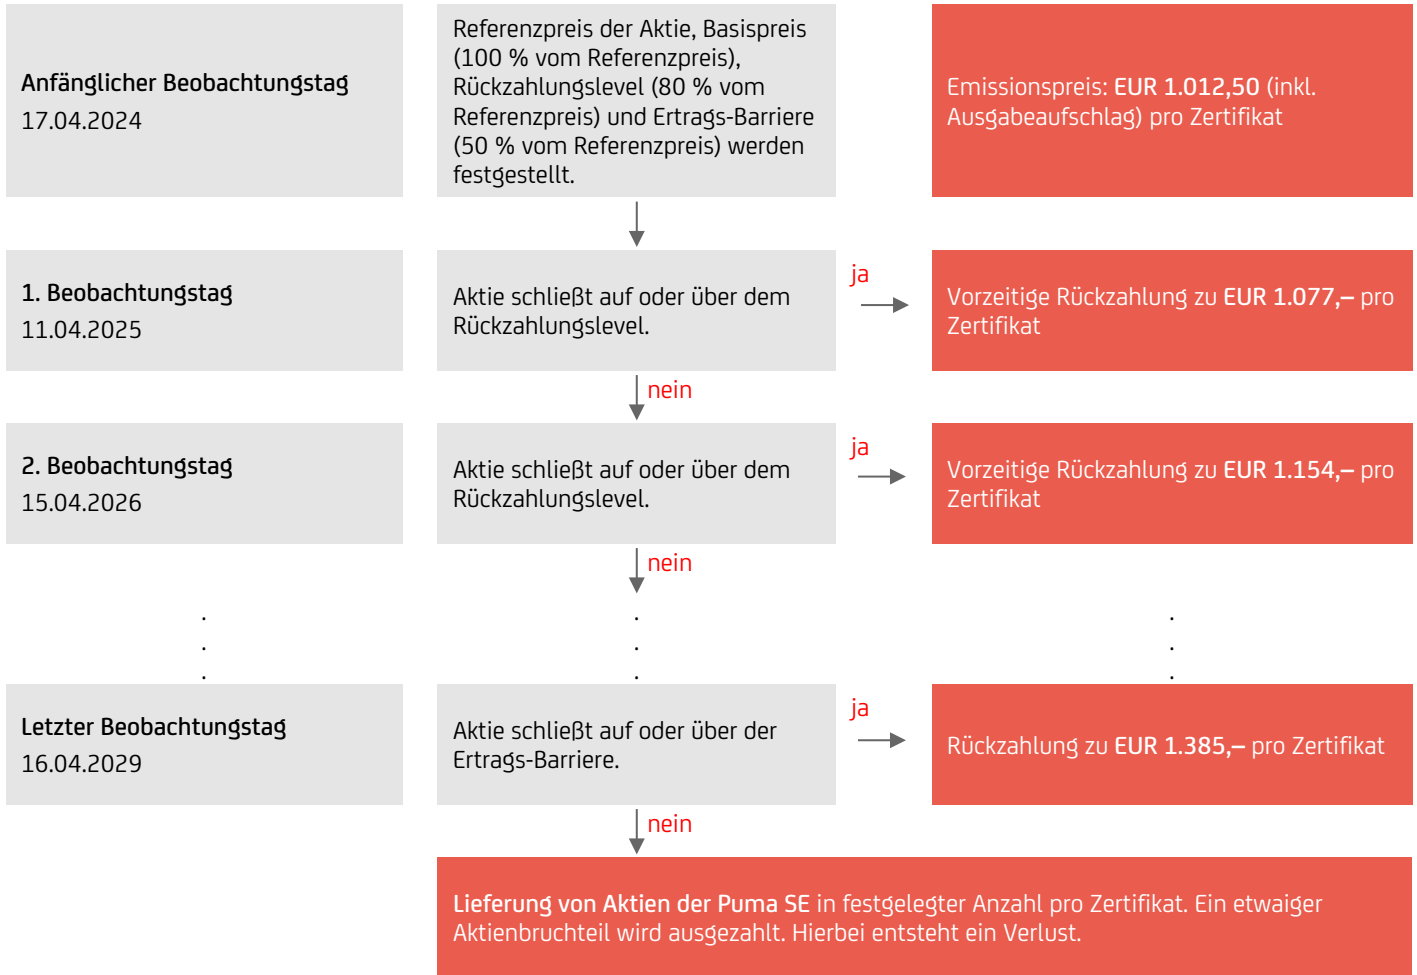 Anfänglicher Beobachtungstag
17.04.2024
Referenzpreis der Aktie, Basispreis
(100 % vom Referenzpreis),
Rückzahlungslevel (80 % vom
Referenzpreis) und Ertrags-Barriere
(50 % vom Referenzpreis) werden
festgestellt.
Emissionspreis: EUR 1.012,50 (inkl.
Ausgabeaufschlag) pro Zertifikat
1. Beobachtungstag
11.04.2025
Aktie schließt auf oder über dem
Rückzahlungslevel.
ja
Vorzeitige Rückzahlung zu EUR 1.077,– pro
Zertifikat
nein
2. Beobachtungstag
15.04.2026
Aktie schließt auf oder über dem
Rückzahlungslevel.
ja
Vorzeitige Rückzahlung zu EUR 1.154,– pro
Zertifikat
nein
. . .
. . .
. . .
Letzter Beobachtungstag
16.04.2029
Aktie schließt auf oder über der
Ertrags-Barriere.
ja
Rückzahlung zu EUR 1.385,– pro Zertifikat
nein
Lieferung von Aktien der Puma SE in festgelegter Anzahl pro Zertifikat. Ein etwaiger
Aktienbruchteil wird ausgezahlt. Hierbei entsteht ein Verlust.